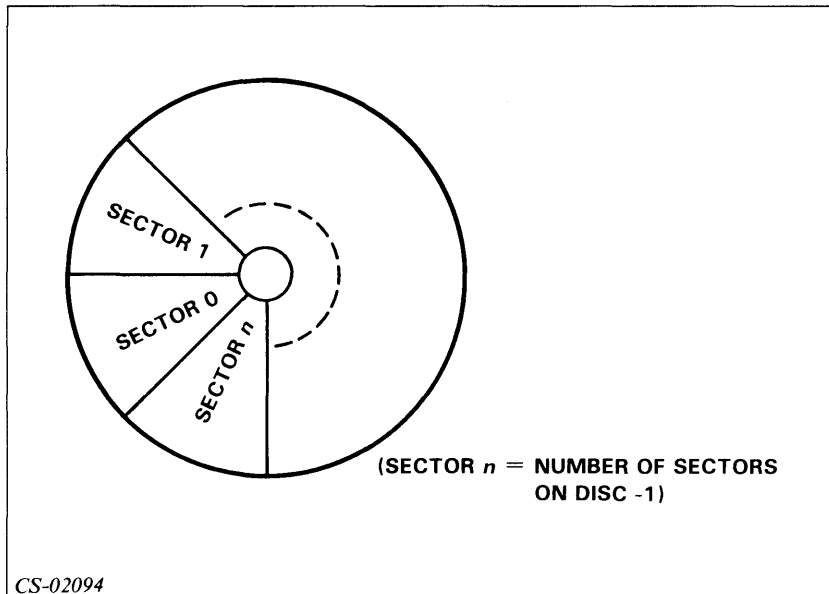 SECTOR 1
SECTOR 0
SECTOR n
(SECTOR n = NUMBER OF SECTORS
ON DISC -1)
CS-02094